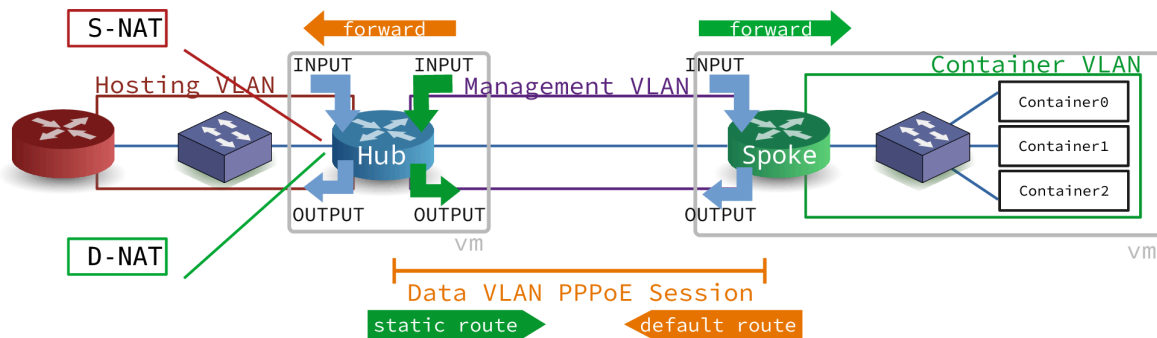 S-NAT
forward
forward
INPUT
INPUT
INPUT
Container VLAN
Hosting VLAN
Management VLAN
Container0
Container1
Container2
Hub
Spoke
OUTPUT
OUTPUT
OUTPUT
vm
vm
D-NAT
Data VLAN PPPoE Session
static route
default route